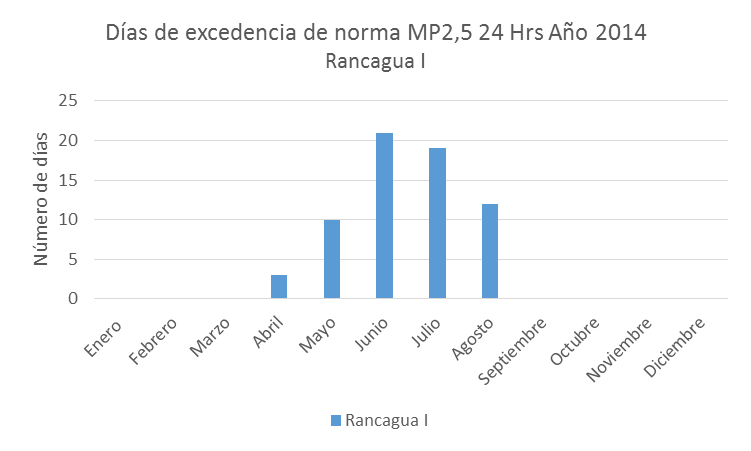 Días de excedencia de norma MP2,5 24 Hrs Año 2014
Rancagua I
Número de días
25
20
15
10
5
0
Enero
Febrero
Marzo
Abril
Mayo
Junio
Julio
Agosto
Septiembre
Octubre
Noviembre
Diciembre
Rancagua I